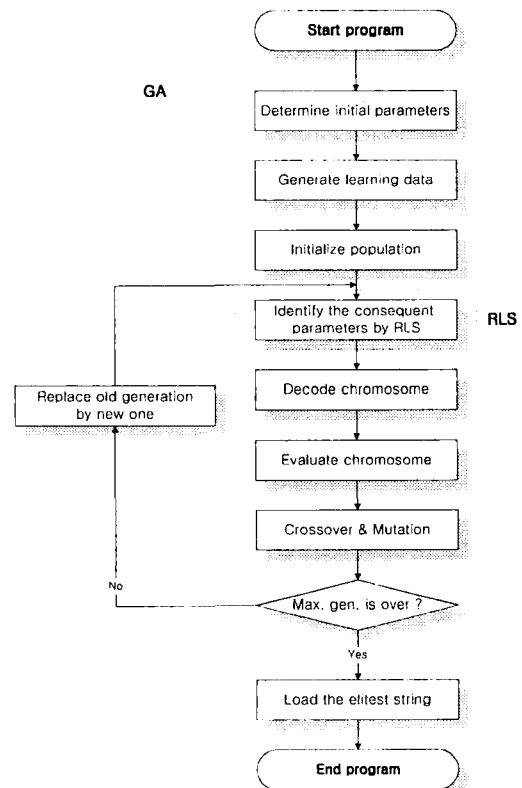 Start program
GA
Determine initial parameters
Generate learning data
Initialize population
Identify the consequent
parameters by RLS
RLS
Decode chromosome
Replace old generation
by new one
Evaluate chromosome
Crossover & Mutation
No
Max. gen. is over ?
Yes
Load the elitest string
End program